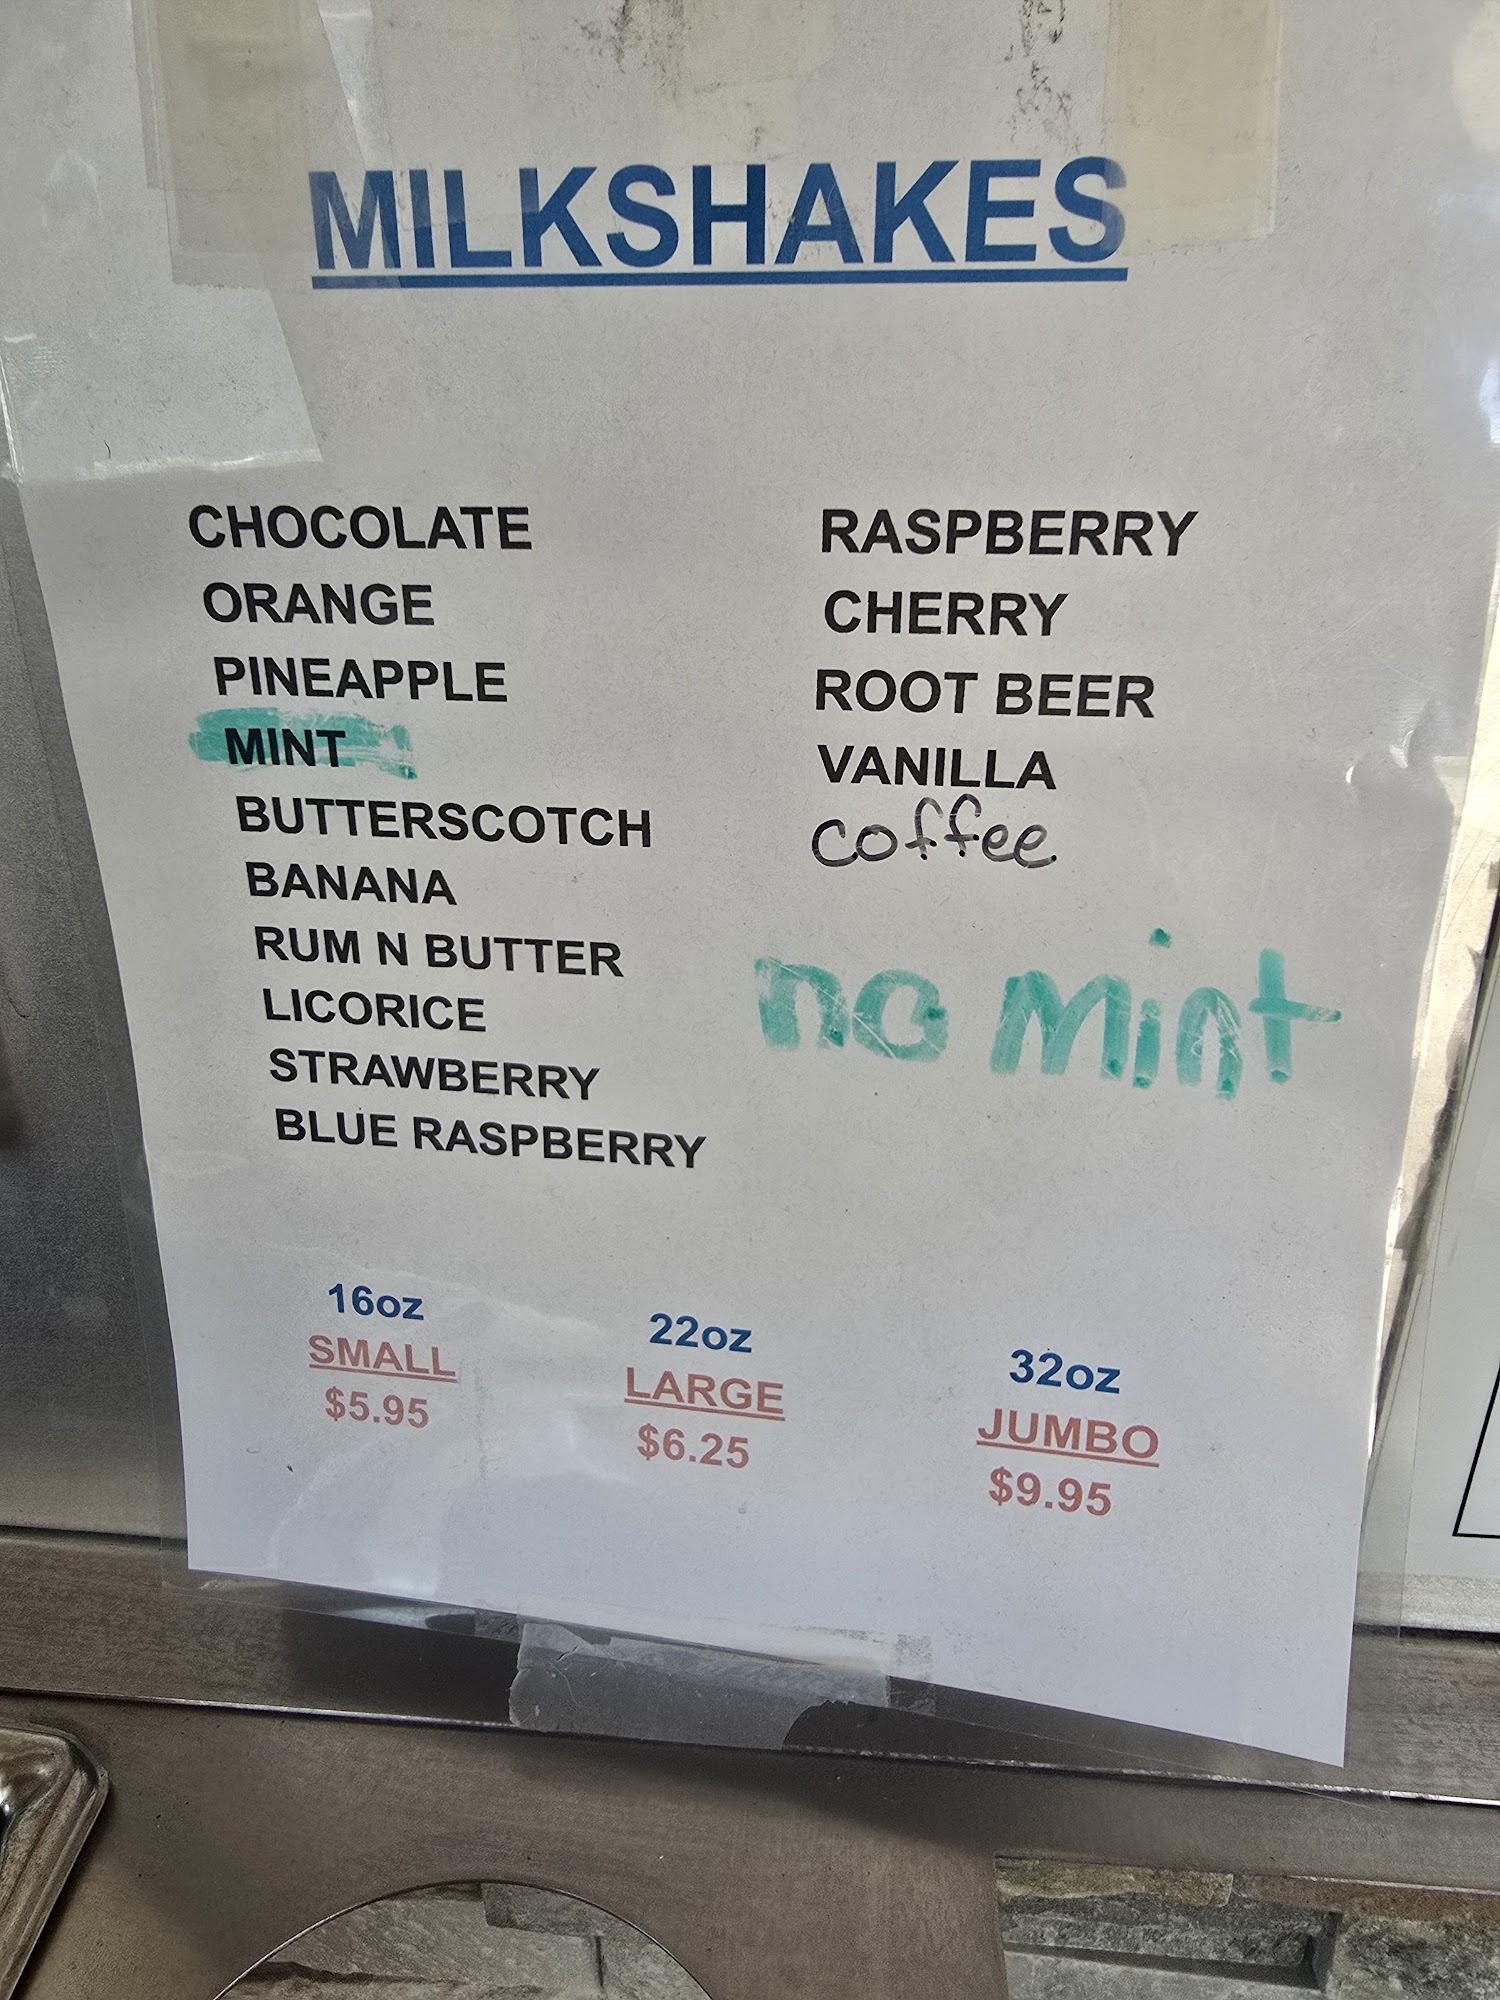 MILKSHAKES
CHOCOLATE
ORANGE
PINEAPPLE
MINT
BUTTERSCOTCH
BANANA
RUM N BUTTER
LICORICE
STRAWBERRY
BLUE RASPBERRY
RASPBERRY
CHERRY
ROOT BEER
VANILLA
coffee
no mint
16oz
SMALL
$5.95
22oz
LARGE
$6.25
32oz
JUMBO
$9.95